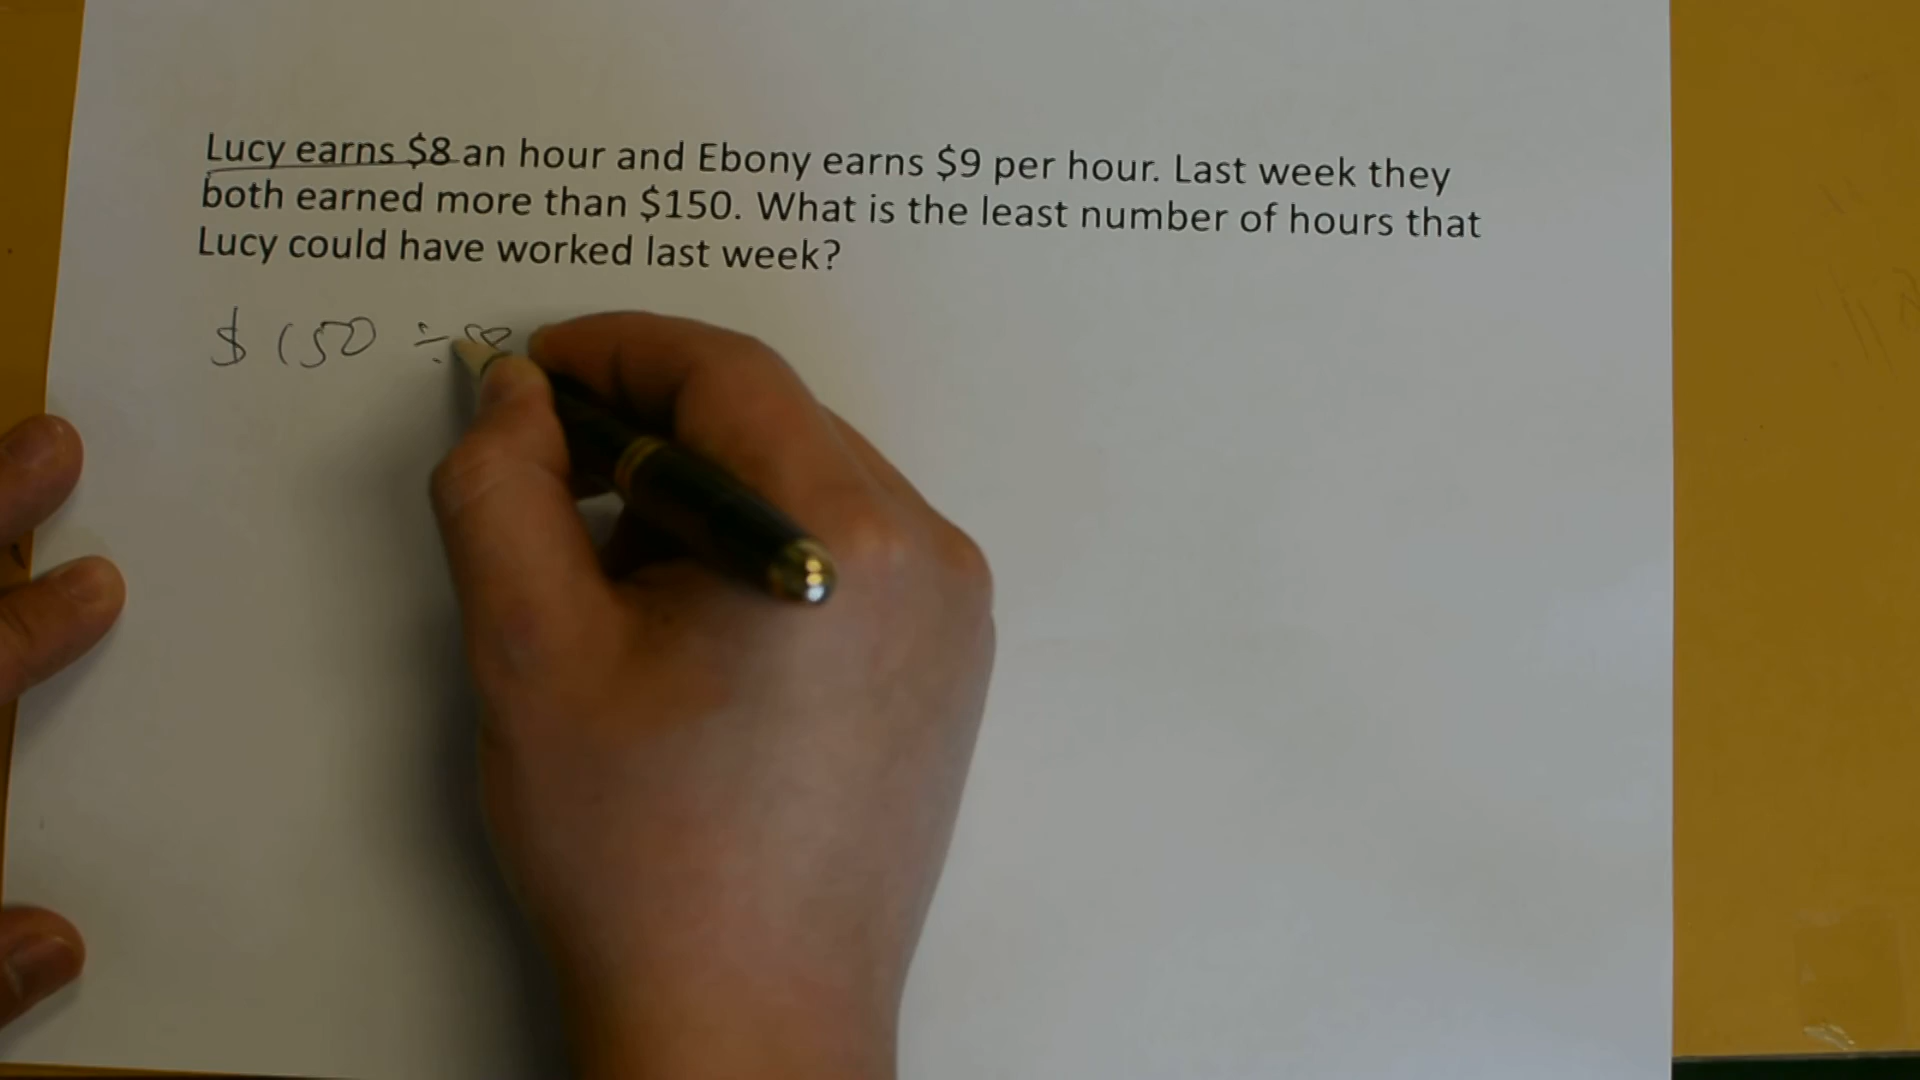 Lucy earns $8 an hour and Ebony earns $9 per hour. Last week they
both earned more than $150. What is the least number of hours that
Lucy could have worked last week?
$ 150 ÷ 8